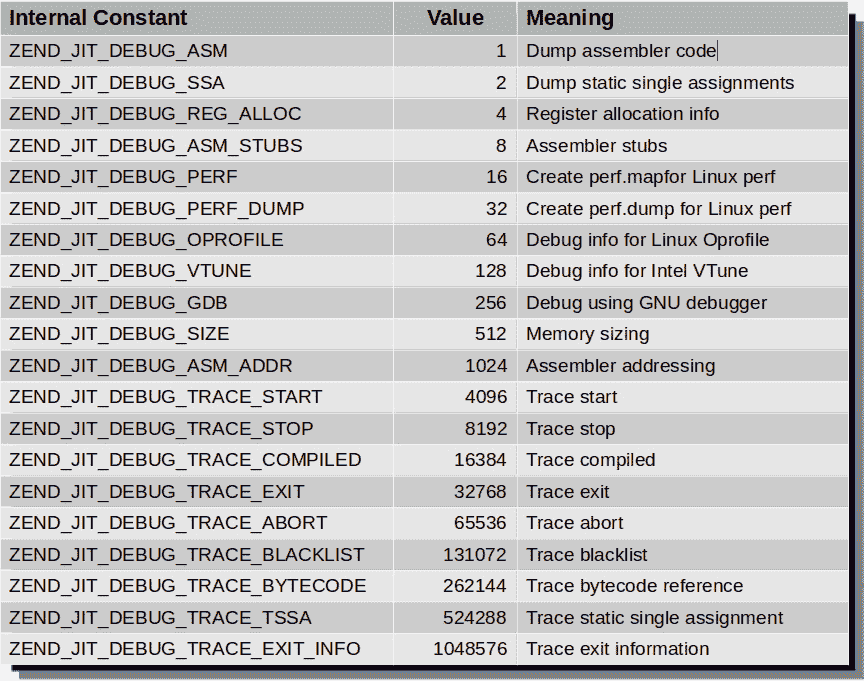 Internal Constant Value Meaning
ZEND_JIT_DEBUG_ASM 1 Dump assembler code
ZEND_JIT_DEBUG_SSA 2 Dump static single assignments
ZEND_JIT_DEBUG_REG_ALLOC 4 Register allocation info
ZEND_JIT_DEBUG_ASM_STUBS 8 Assembler stubs
ZEND_JIT_DEBUG_PERF 16 Create perf.mapfor Linux perf
ZEND_JIT_DEBUG_PERF_DUMP 32 Create perf.dump for Linux perf
ZEND_JIT_DEBUG_OPROFILE 64 Debug info for Linux Oprofile
ZEND_JIT_DEBUG_VTUNE 128 Debug info for Intel VTune
ZEND_JIT_DEBUG_GDB 256 Debug using GNU debugger
ZEND_JIT_DEBUG_SIZE 512 Memory sizing
ZEND_JIT_DEBUG_ASM_ADDR 1024 Assembler addressing
ZEND_JIT_DEBUG_TRACE_START 4096 Trace start
ZEND_JIT_DEBUG_TRACE_STOP 8192 Trace stop
ZEND_JIT_DEBUG_TRACE_COMPILED 16384 Trace compiled
ZEND_JIT_DEBUG_TRACE_EXIT 32768 Trace exit
ZEND_JIT_DEBUG_TRACE_ABORT 65536 Trace abort
ZEND_JIT_DEBUG_TRACE_BLACKLIST 131072 Trace blacklist
ZEND_JIT_DEBUG_TRACE_BYTECODE 262144 Trace bytecode reference
ZEND_JIT_DEBUG_TRACE_TSSA 524288 Trace static single assignment
ZEND_JIT_DEBUG_TRACE_EXIT_INFO 1048576 Trace exit information